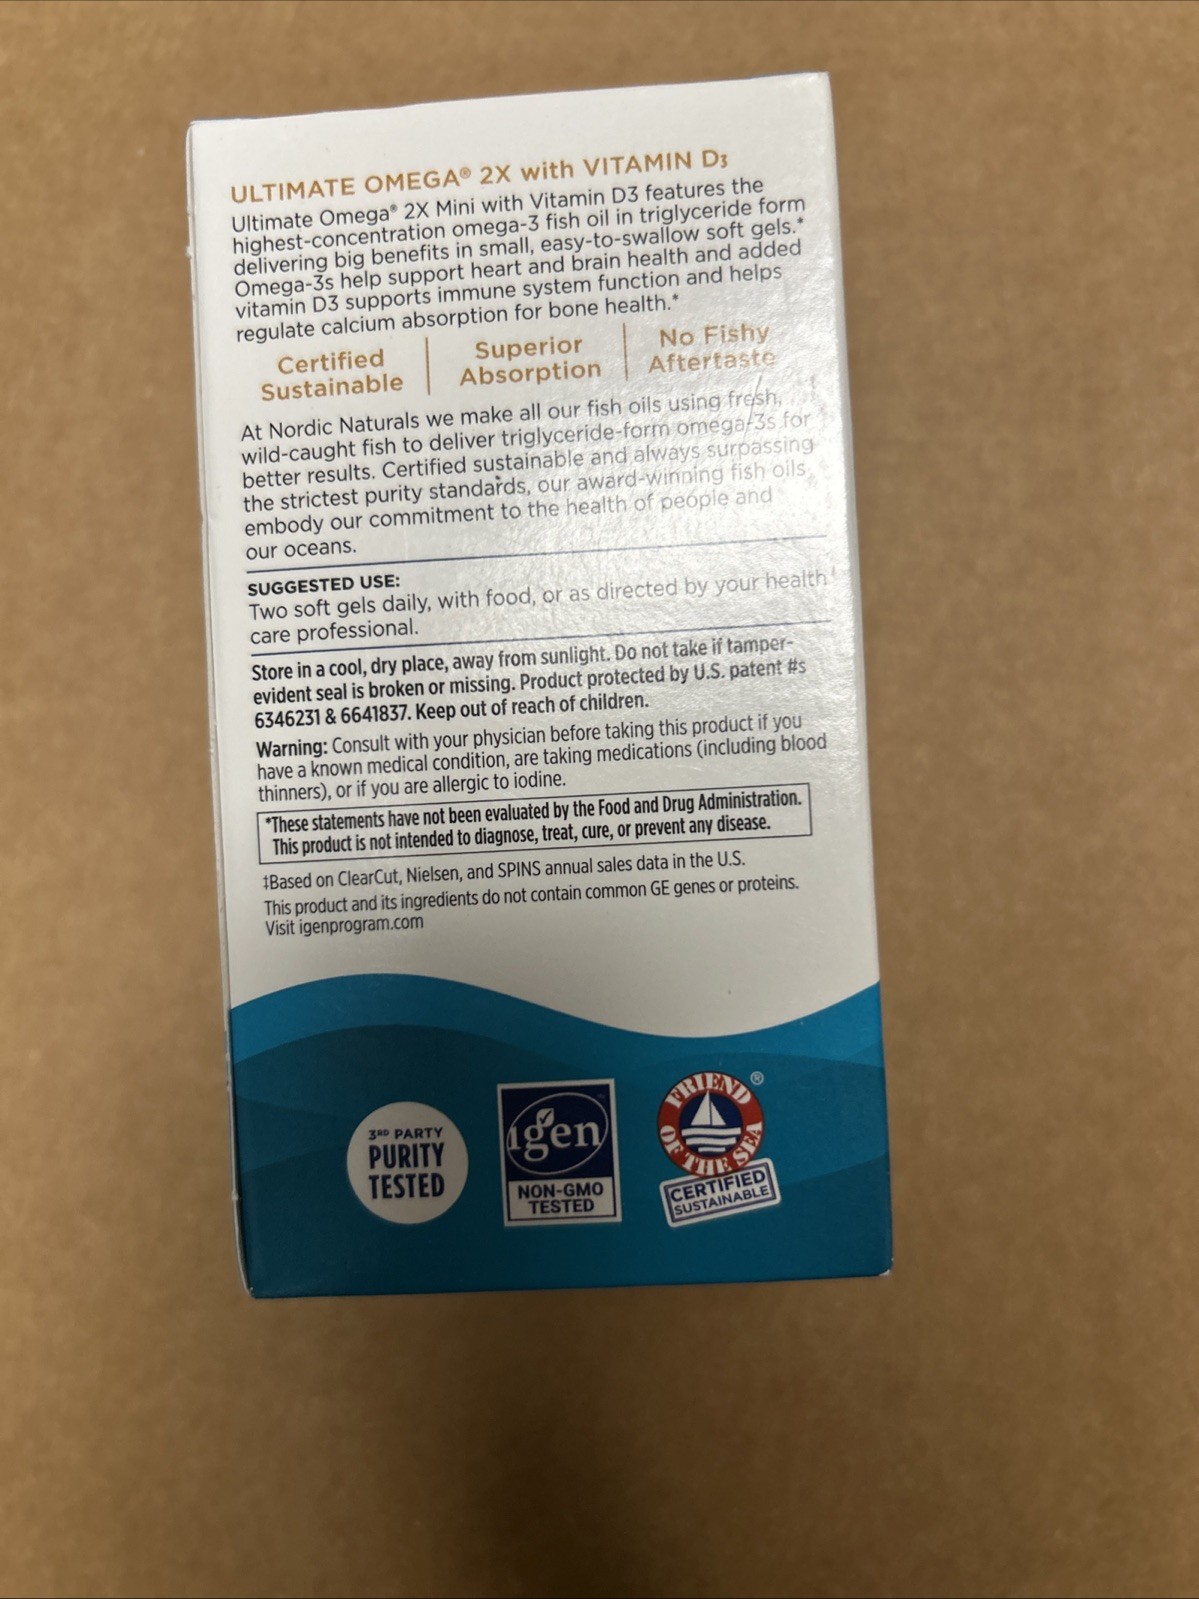 ULTIMATE OMEGA® 2X with VITAMIN D3
Ultimate Omega® 2X Mini with Vitamin D3 features the
highest-concentration omega-3 fish oil in triglyceride form
delivering big benefits in small, easy-to-swallow soft gels.*
Omega-3s help support heart and brain health and added
vitamin D3 supports immune system function and helps
regulate calcium absorption for bone health.*
Certified Sustainable
Superior Absorption
No Fishy Aftertaste
At Nordic Naturals we make all our fish oils using fresh,
wild-caught fish to deliver triglyceride-form omega-3s for
better results. Certified sustainable and always surpassing
the strictest purity standards, our award-winning fish oils
embody our commitment to the health of people and
our oceans.
SUGGESTED USE:
Two soft gels daily, with food, or as directed by your health
care professional.
Store in a cool, dry place, away from sunlight. Do not take if tamper-
evident seal is broken or missing. Product protected by U.S. patent #s
6346231 & 6641837. Keep out of reach of children.
Warning: Consult with your physician before taking this product if you
have a known medical condition, are taking medications (including blood
thinners), or if you are allergic to iodine.
*These statements have not been evaluated by the Food and Drug Administration.
This product is not intended to diagnose, treat, cure, or prevent any disease.
‡Based on ClearCut, Nielsen, and SPINS annual sales data in the U.S.
This product and its ingredients do not contain common GE genes or proteins.
Visit igenprogram.com
3RD PARTY
PURITY
TESTED
igen
NON-GMO
TESTED
FRIEND OF THE SEA ®
CERTIFIED
SUSTAINABLE